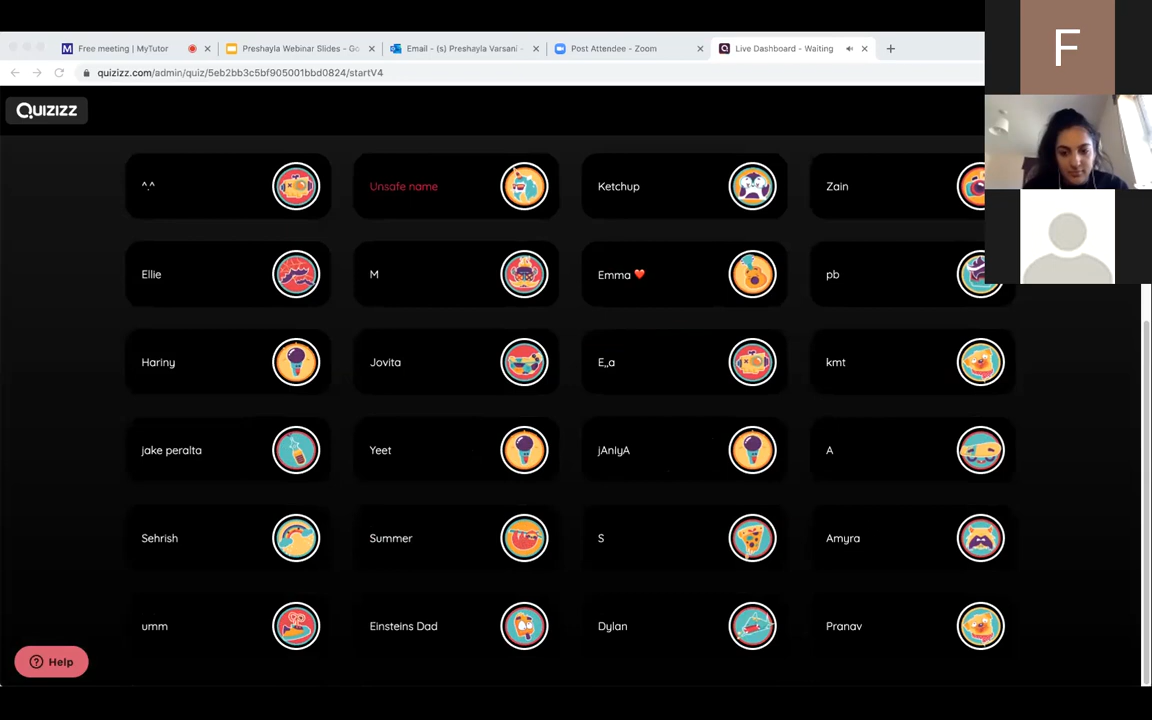 Free meeting | MyTutor
Preshayla Webinar Slides - Go
Email - (s) Preshayla Varsani -
Post Attendee - Zoom
Live Dashboard - Waiting
quizizz.com/admin/quiz/5eb2bb3c5bf905001bbd0824/startV4
F
QUIZIZZ
^.^
Unsafe name
Ketchup
Zain
Ellie
M
Emma ❤️
pb
Hariny
Jovita
E,,a
kmt
jake peralta
Yeet
jAnIyA
A
Sehrish
Summer
S
Amyra
umm
Einsteins Dad
Dylan
Pranav
Help